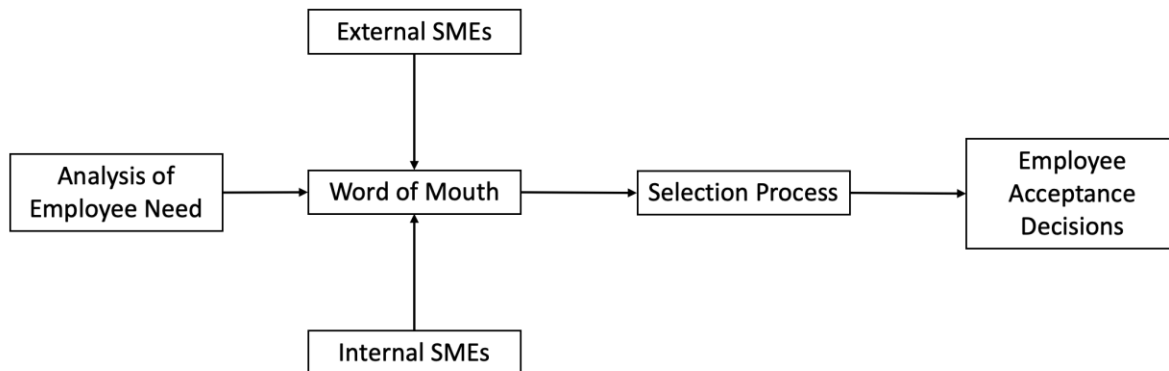 External SMEs
Analysis of
Employee Need
Word of Mouth
Selection Process
Employee
Acceptance
Decisions
Internal SMEs